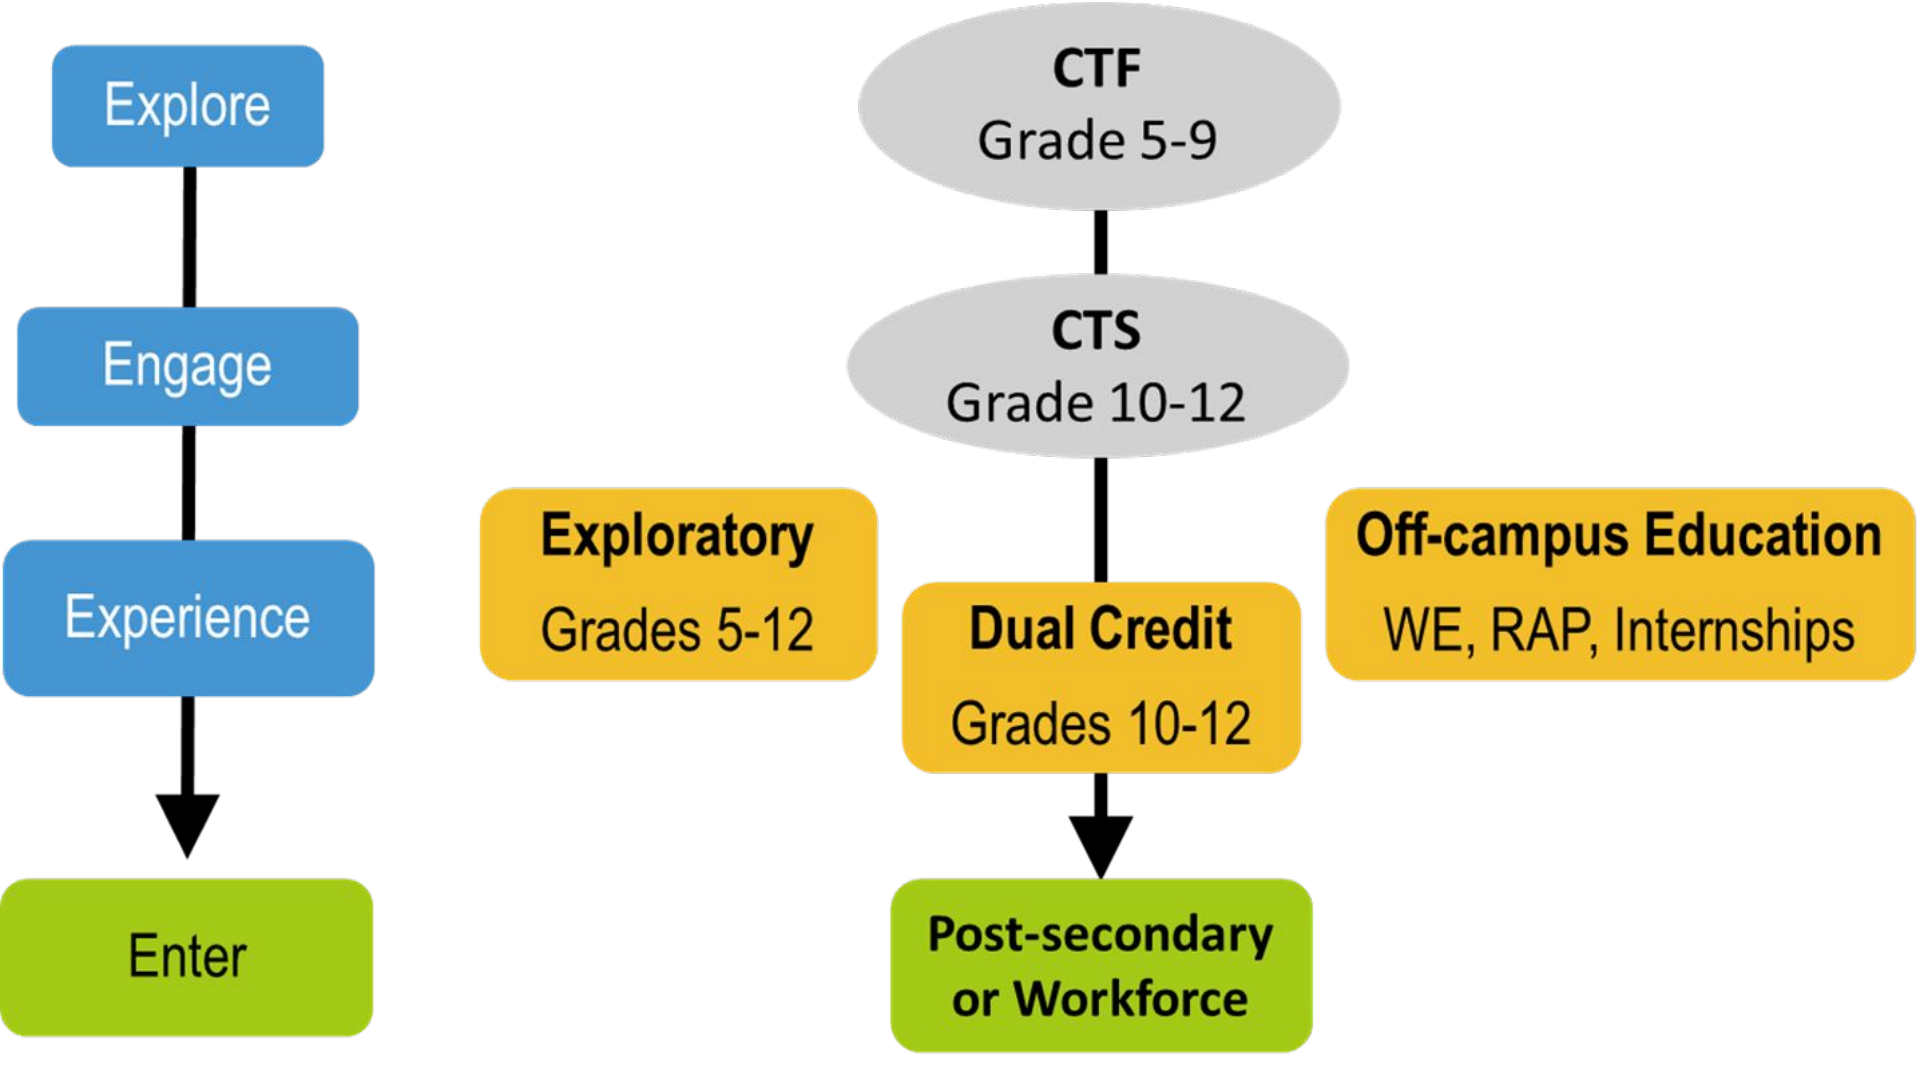 Explore
Engage
Experience
Enter
CTF
Grade 5-9
CTS
Grade 10-12
Exploratory
Grades 5-12
Dual Credit
Grades 10-12
Off-campus Education
WE, RAP, Internships
Post-secondary
or Workforce